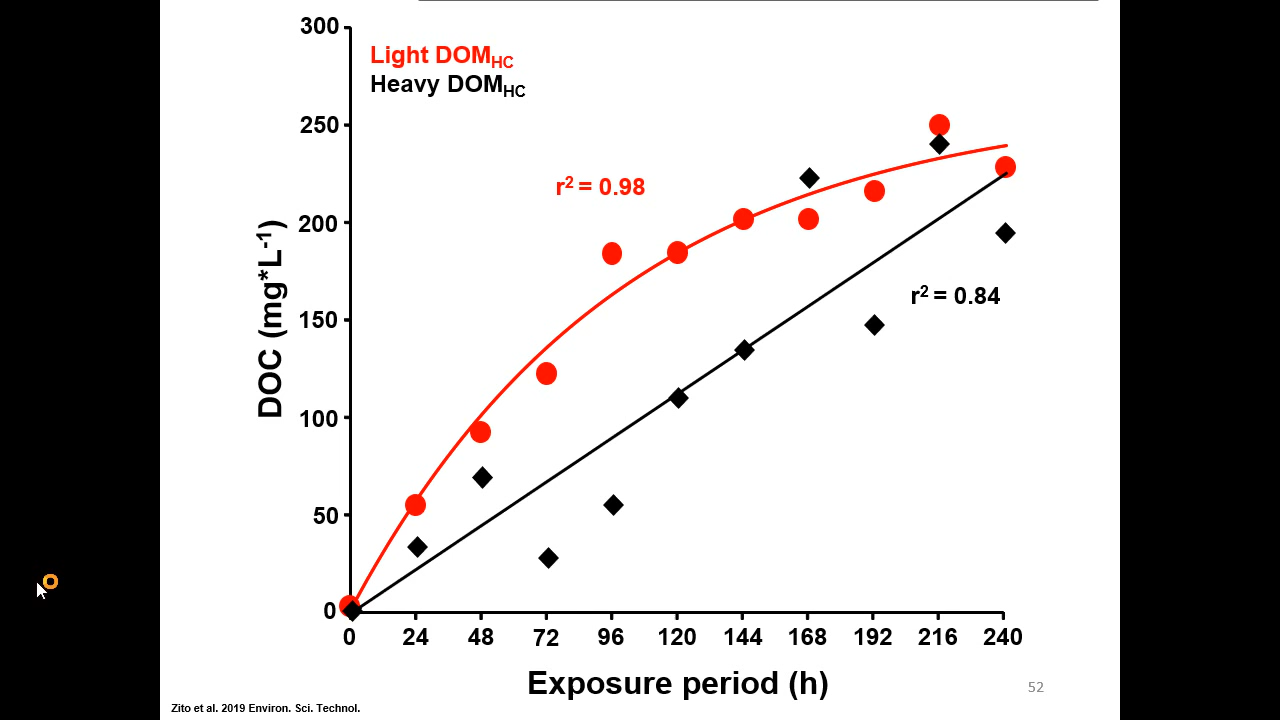 300
Light DOMHC
Heavy DOMHC
250
r2 = 0.98
200
DOC (mg*L-1)
r2 = 0.84
150
100
50
0
0 24 48 72 96 120 144 168 192 216 240
Exposure period (h)
52
Zito et al. 2019 Environ. Sci. Technol.